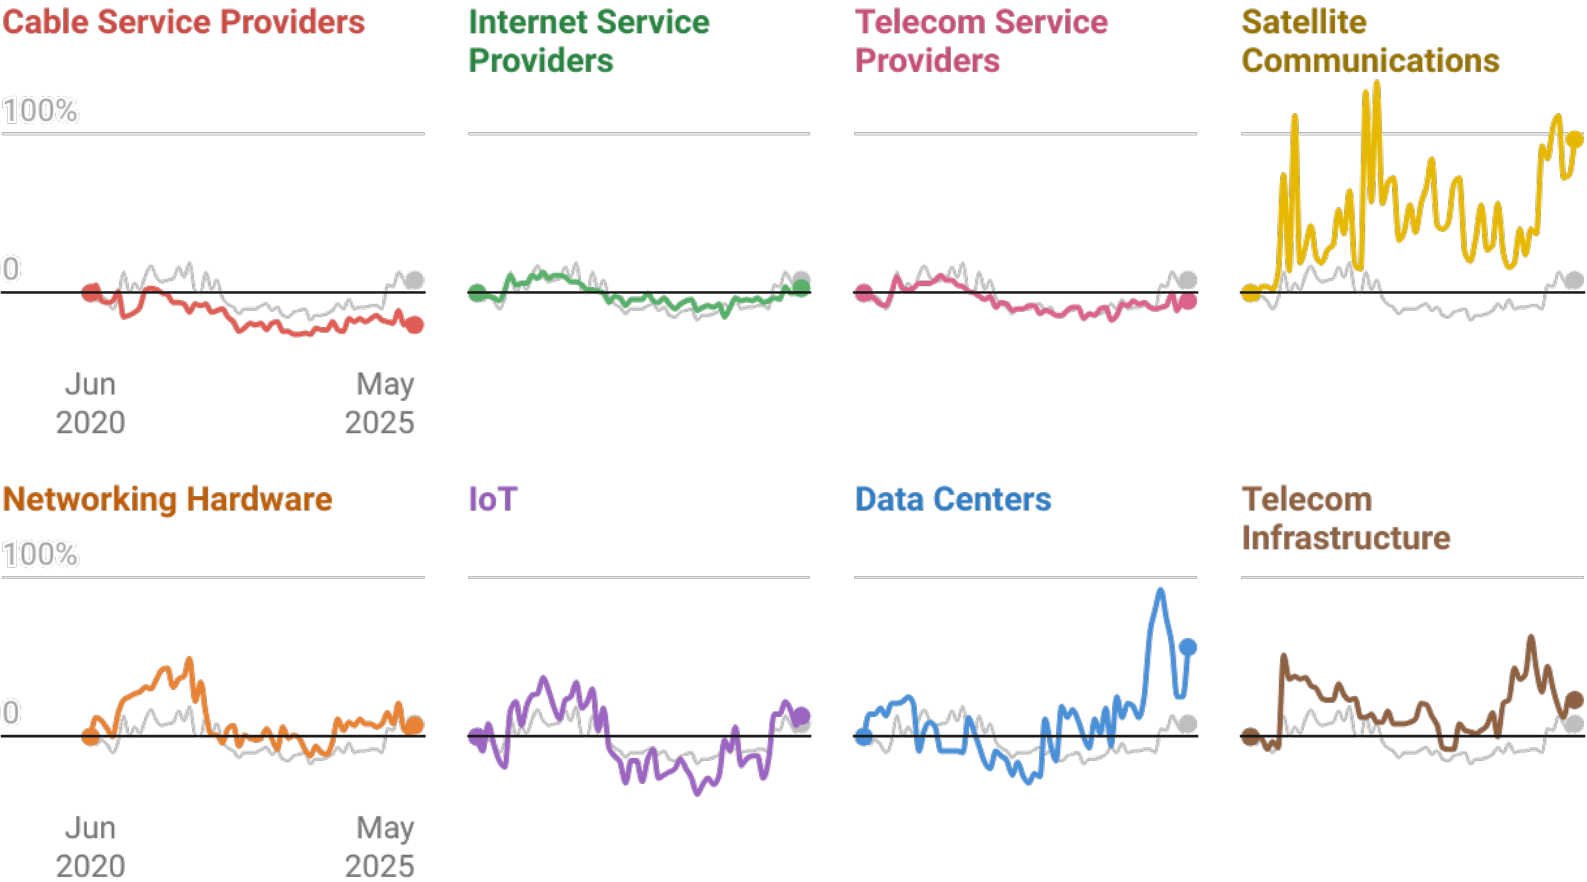 Cable Service Providers
Internet Service
Providers
Telecom Service
Providers
Satellite
Communications
100%
0
Jun
2020
May
2025
Networking Hardware
IoT
Data Centers
Telecom
Infrastructure
100%
0
Jun
2020
May
2025